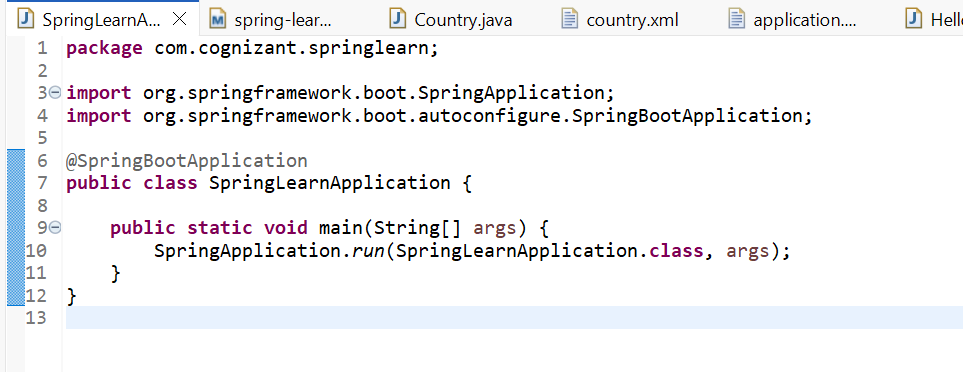 SpringLearnA... spring-lear... Country.java country.xml application.... Hello
1 package com.cognizant.springlearn;
2
3 import org.springframework.boot.SpringApplication;
4 import org.springframework.boot.autoconfigure.SpringBootApplication;
5
6 @SpringBootApplication
7 public class SpringLearnApplication {
8
9 public static void main(String[] args) {
10 SpringApplication.run(SpringLearnApplication.class, args);
11 }
12 }
13